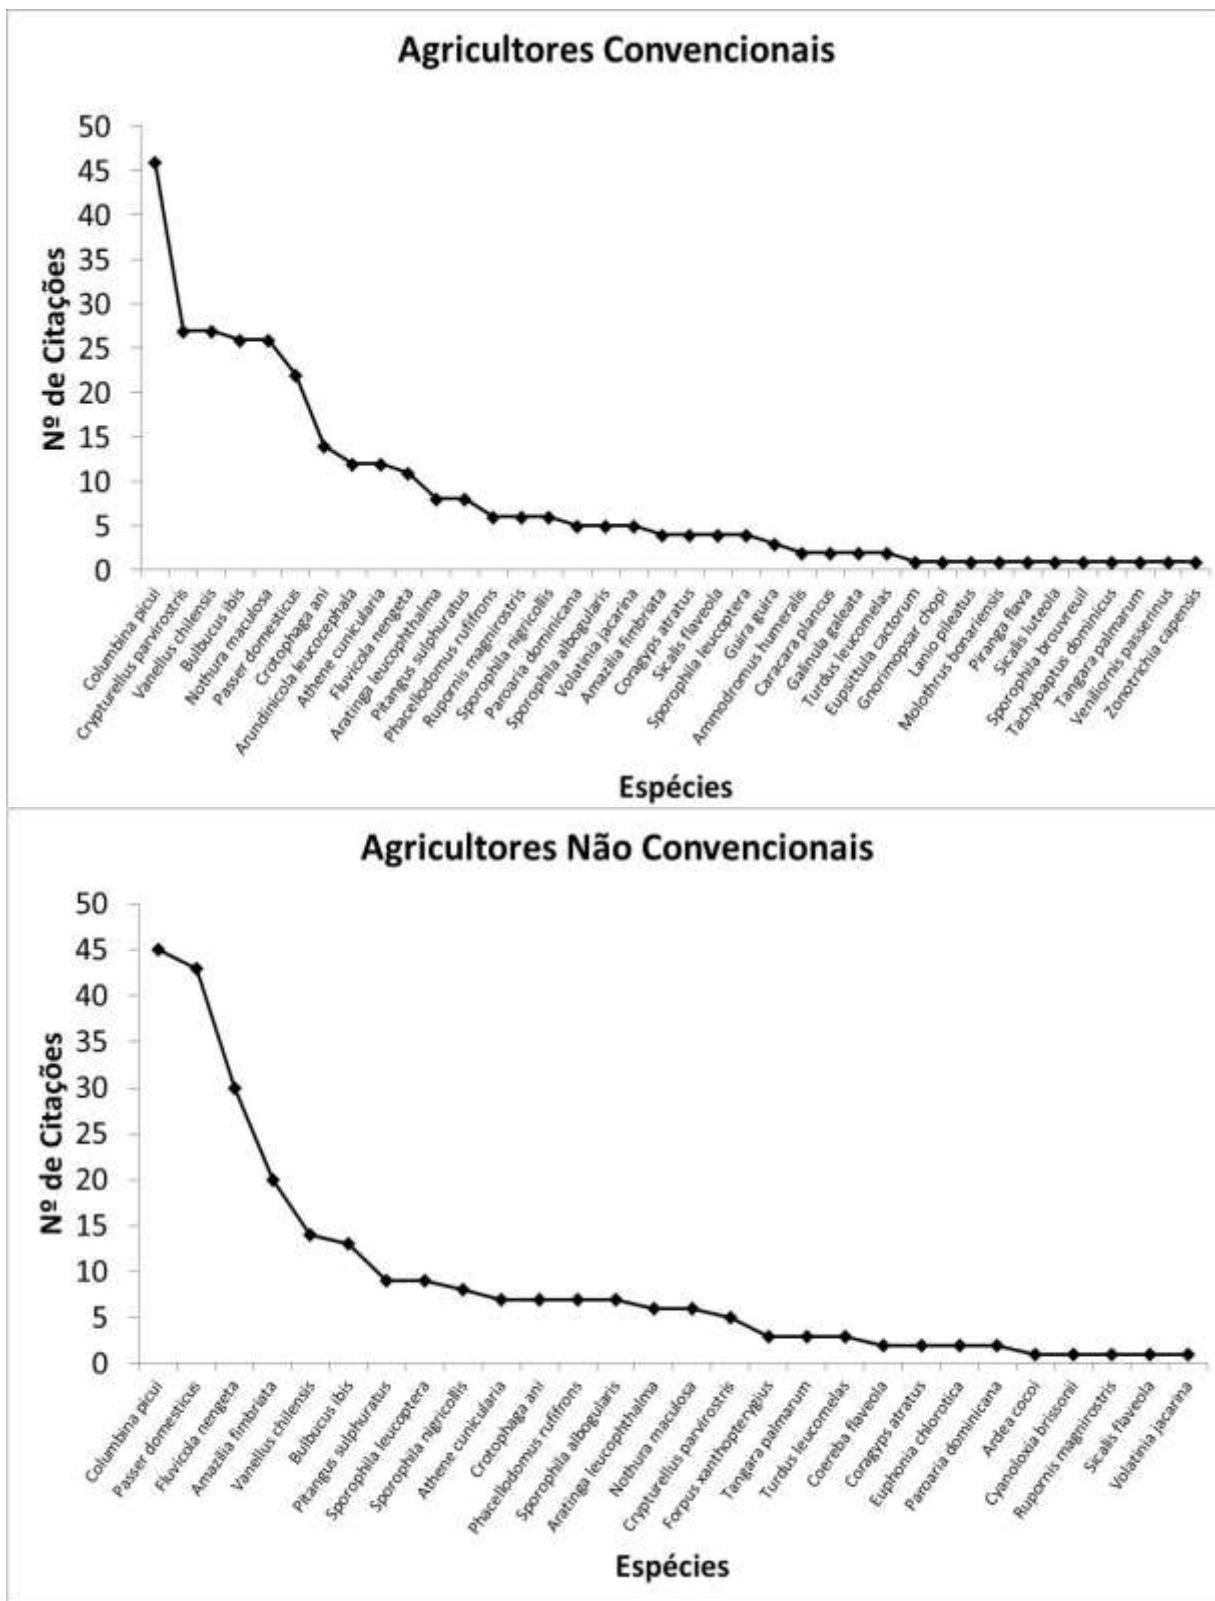 Agricultores Convencionais
50
45
40
35
30
25
20
15
10
5
0
Nº de Citações
Columbina picui
Crypturellus parvirostris
Vanellus chilensis
Bulbucus ibis
Nothura maculosa
Passer domesticus
Crotophaga ani
Arundinicola leucocephala
Athene cunicularia
Fluvicola nengeta
Aratinga leucophthalma
Pitangus sulphuratus
Phacellodomus rufifrons
Rupornis magnirostris
Sporophila nigricollis
Paroaria dominicana
Sporophila albogularis
Volatinia jacarina
Amazilia fimbriata
Coragyps atratus
Sicalis flaveola
Sporophila leucoptera
Guira guira
Ammodromus humeralis
Caracara plancus
Galinula galeata
Turdus leucomaelas
Eupsittula cactorum
Gnorimopsar chopi
Lanio pileatus
Molothrus bonariensis
Piranga flava
Sicalis luteola
Sporophila brouvreuil
Tachybaptus dominicus
Tangara palmarum
Veniliornis passerinus
Zonotrichia capensis
Espécies
Agricultores Não Convencionais
50
45
40
35
30
25
20
15
10
5
0
Nº de Citações
Columbina picui
Passer domesticus
Fluvicola nengeta
Amazilia fimbriata
Vanellus chilensis
Bulbucus ibis
Pitangus sulphuratus
Sporophila leucoptera
Sporophila nigricollis
Athene cunicularia
Crotophaga ani
Phacellodomus rufifrons
Sporophila albogularis
Aratinga leucophthalma
Nothura maculosa
Crypturellus parvirostris
Forpus xanthopterygius
Tangara palmarum
Turdus leucomelas
Coereba flaveola
Coragyps atratus
Euphonia chlorotica
Paroaria dominicana
Ardea cocoi
Cyanoloxia brissonii
Rupornis magnirostris
Sicalis flaveola
Volatinia jacarana
Espécies